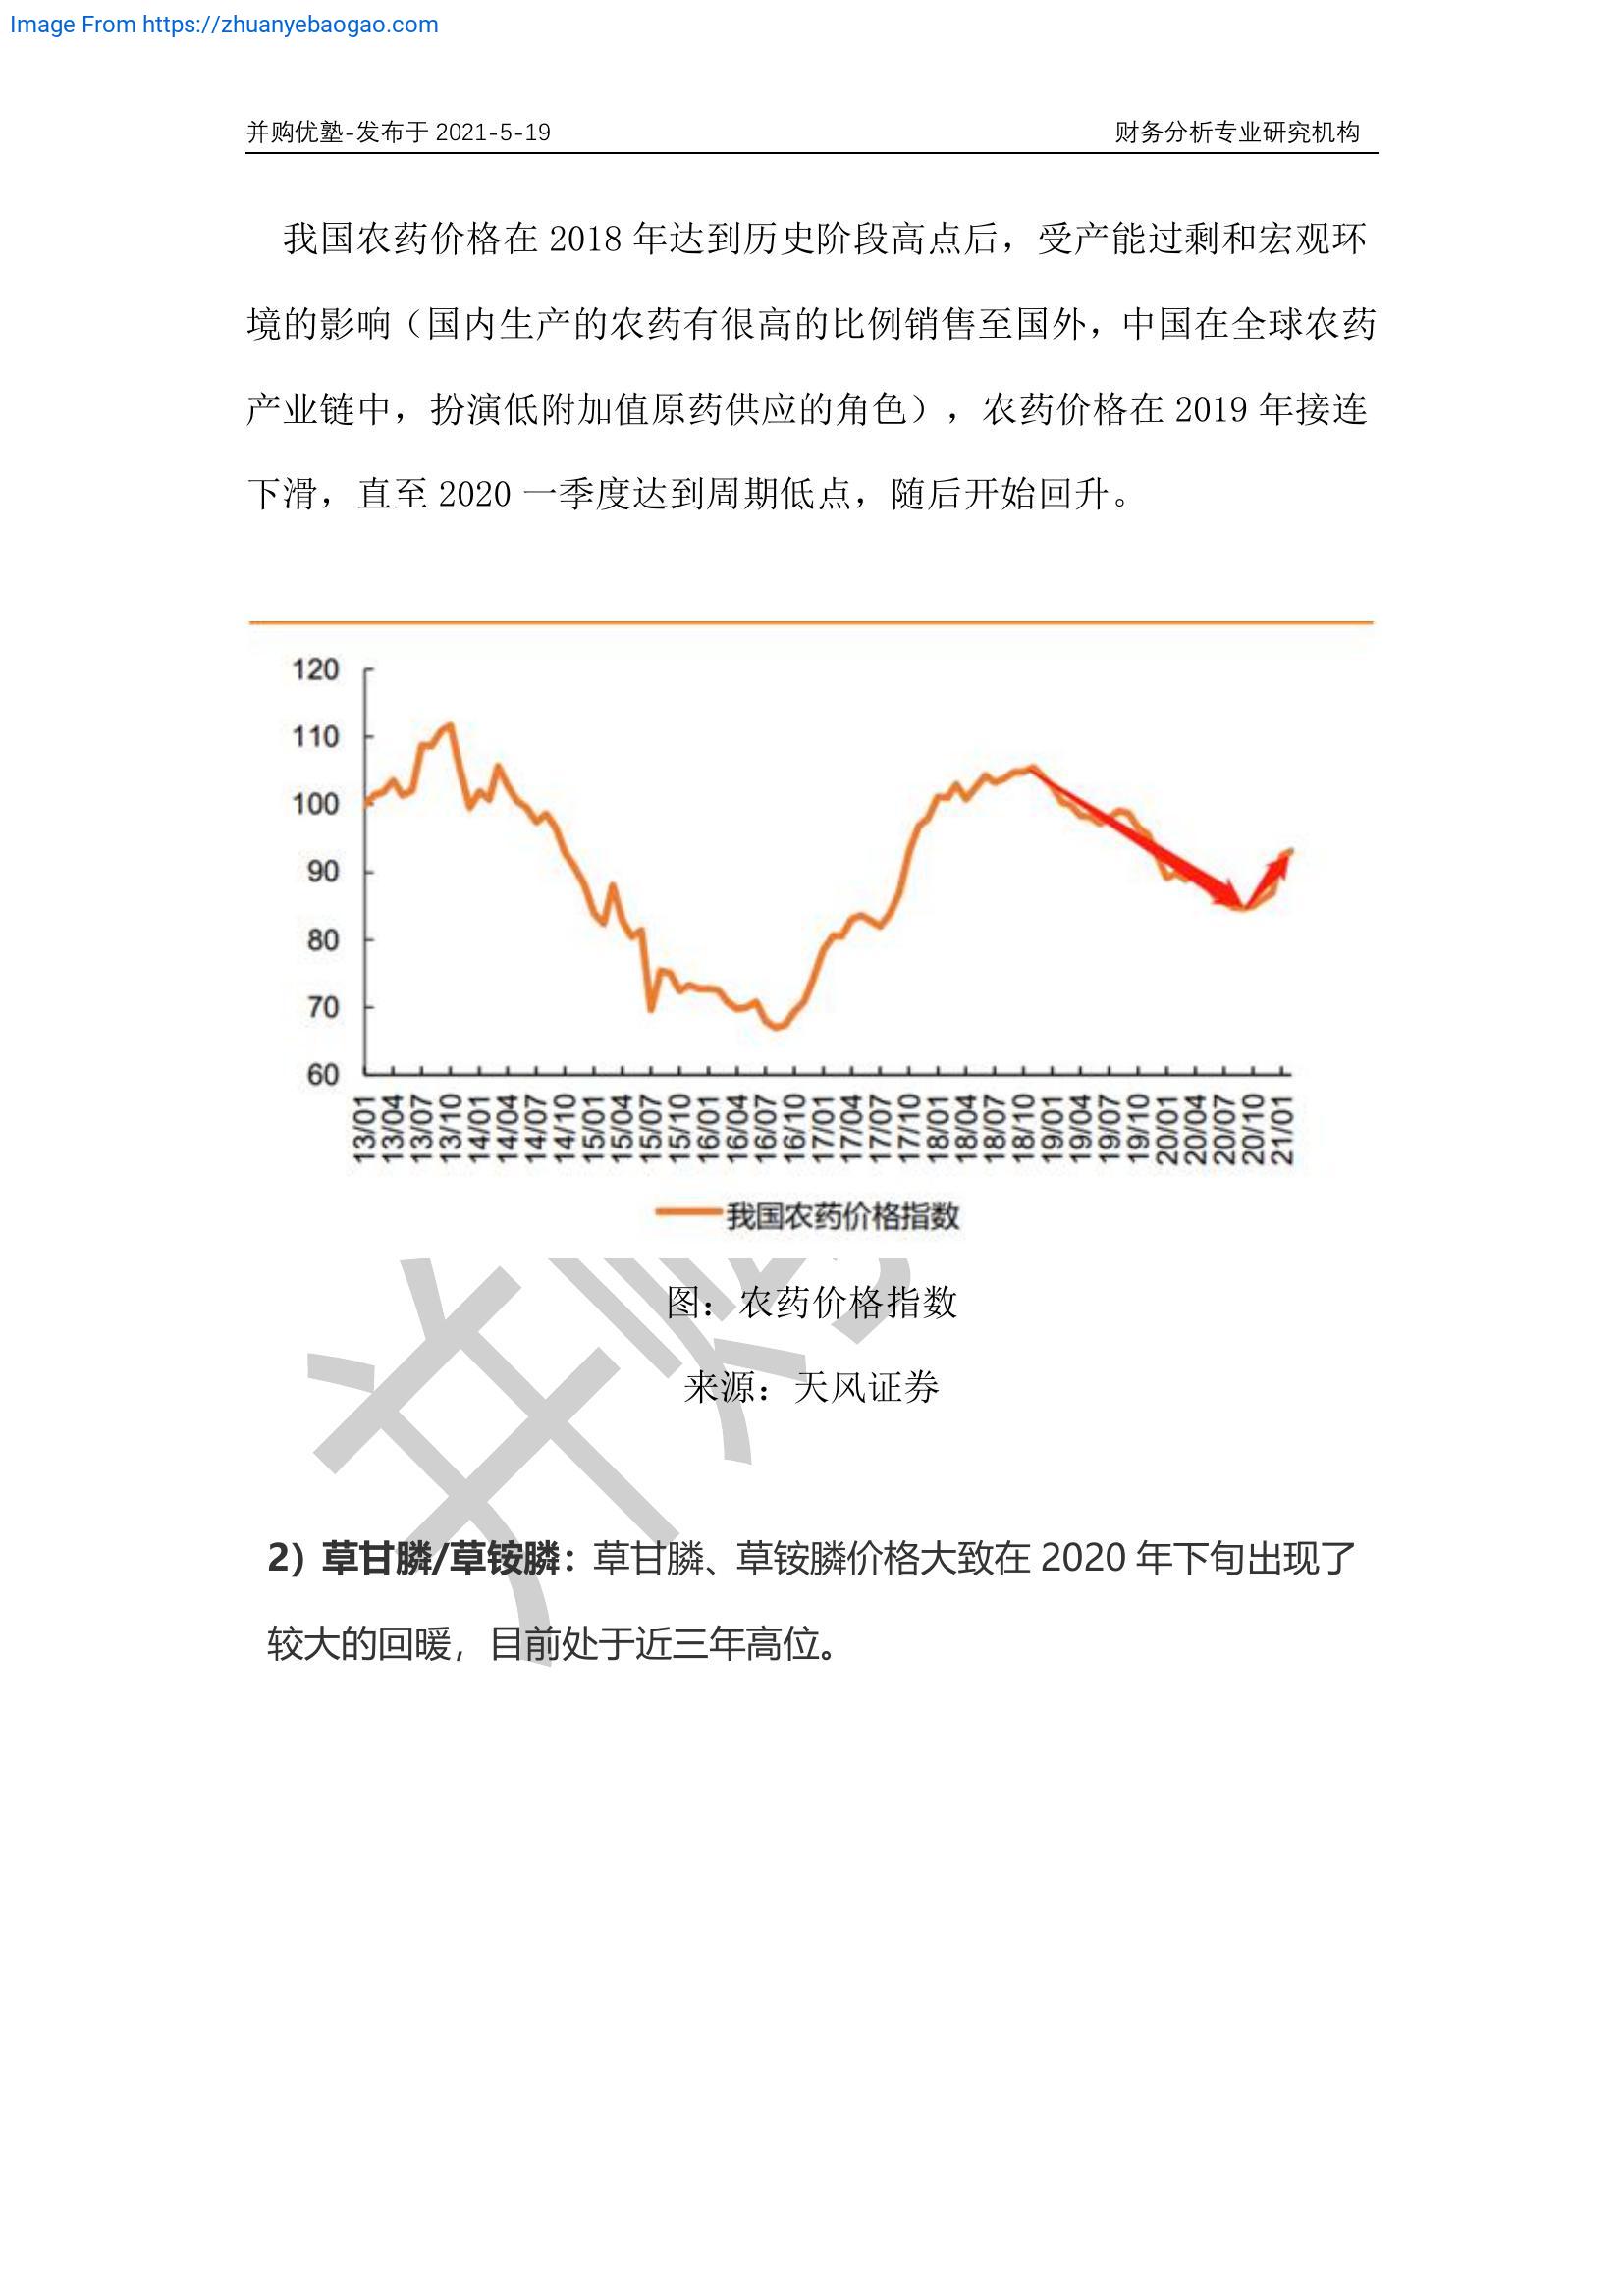 Image From https://zhuanyebaogao.com
并购优塾-发布于 2021-5-19 财务分析专业研究机构
我国农药价格在 2018 年达到历史阶段高点后，受产能过剩和宏观环
境的影响（国内生产的农药有很高的比例销售至国外，中国在全球农药
产业链中，扮演低附加值原药供应的角色），农药价格在 2019 年接连
下滑，直至 2020 一季度达到周期低点，随后开始回升。
120
110
100
90
80
70
60
13/01 13/04 13/07 13/10 14/01 14/04 14/07 14/10 15/01 15/04 15/07 15/10 16/01 16/04 16/07 16/10 17/01 17/04 17/07 17/10 18/01 18/04 18/07 18/10 19/01 19/04 19/07 19/10 20/01 20/04 20/07 20/10 21/01
我国农药价格指数
并购
图：农药价格指数
来源：天风证券
2）草甘膦/草铵膦：草甘膦、草铵膦价格大致在 2020 年下旬出现了
较大的回暖，目前处于近三年高位。